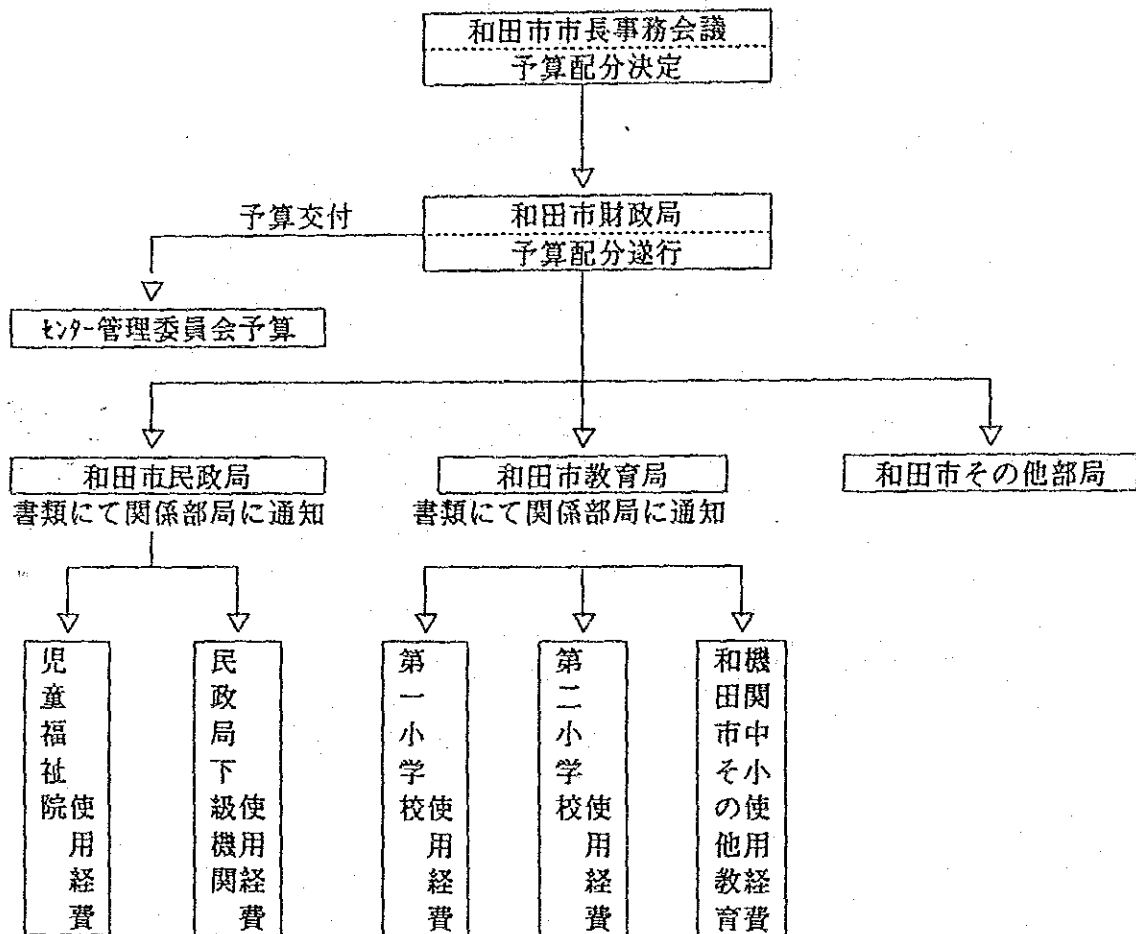 和田市市長事務会議
予算配分決定
予算交付
和田市財政局
予算配分遂行
センター管理委員会予算
和田市民政局
書類にて関係部局に通知
和田市教育局
書類にて関係部局に通知
和田市その他部局
児童福祉院
使用経費
民政局下級機関
使用経費
第一小学校
使用経費
第二小学校
使用経費
和田市その他教育
機関中小使用経費